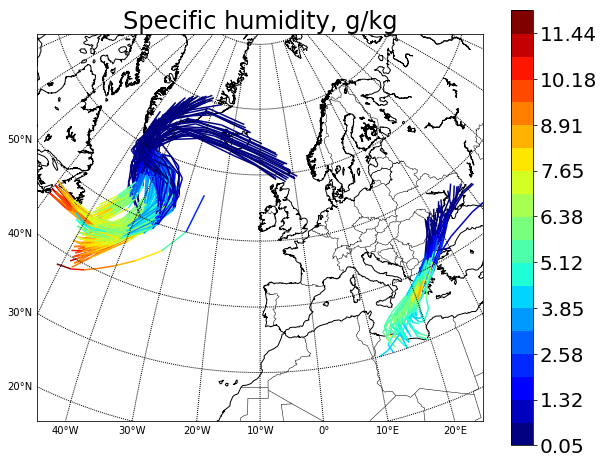 Specific humidity, g/kg
11.44
10.18
8.91
7.65
6.38
5.12
3.85
2.58
1.32
0.05
50°N
40°N
30°N
20°N
40°W
30°W
20°W
10°W
0°
10°E
20°E